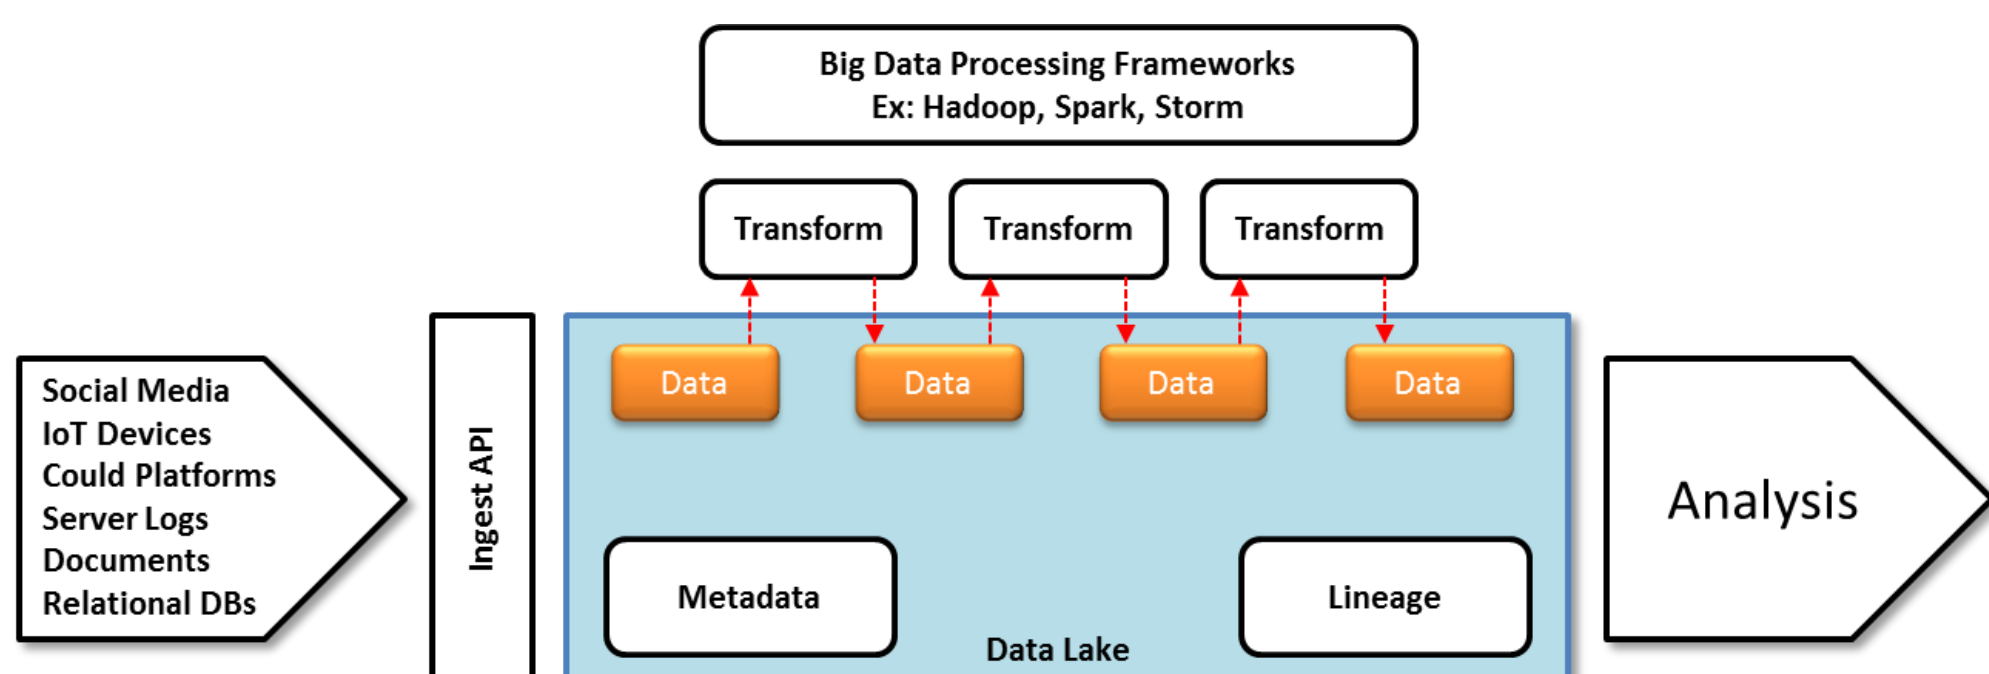 Big Data Processing Frameworks
Ex: Hadoop, Spark, Storm
Transform
Transform
Transform
Social Media
IoT Devices
Could Platforms
Server Logs
Documents
Relational DBs
Ingest API
Data
Data
Data
Data
Metadata
Lineage
Data Lake
Analysis